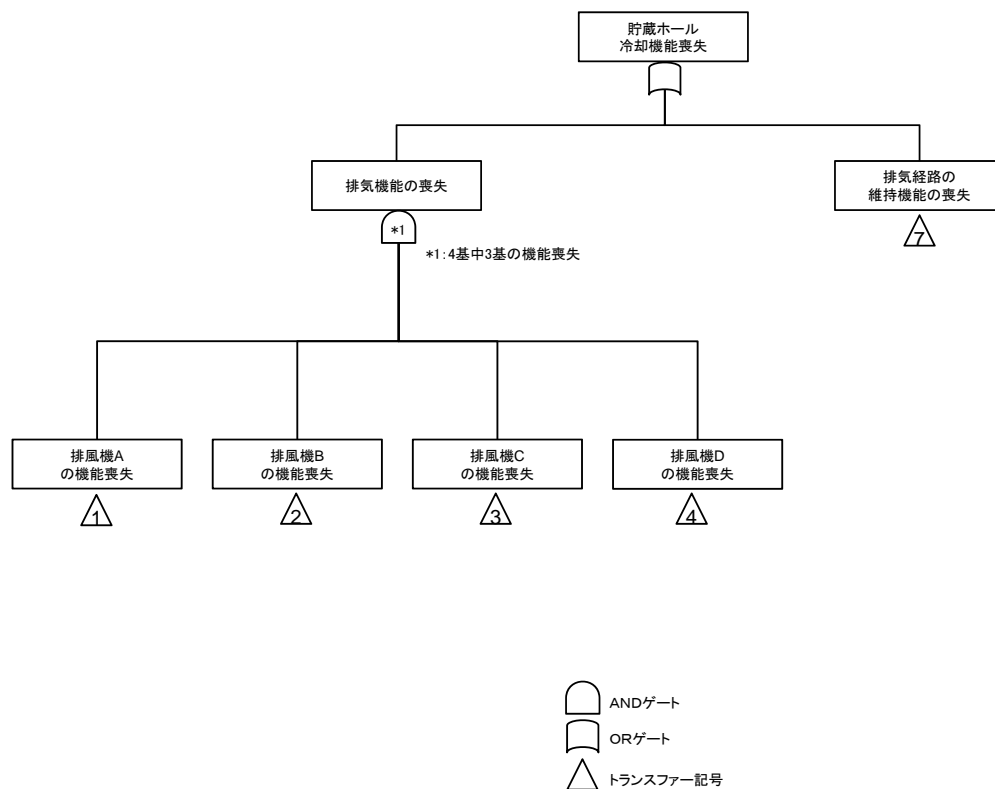 貯蔵ホール
冷却機能喪失
排気機能の喪失
排気経路の
維持機能の喪失
*1
7
*1:4基中3基の機能喪失
排風機A
の機能喪失
排風機B
の機能喪失
排風機C
の機能喪失
排風機D
の機能喪失
1
2
3
4
ANDゲート
ORゲート
トランスファー記号